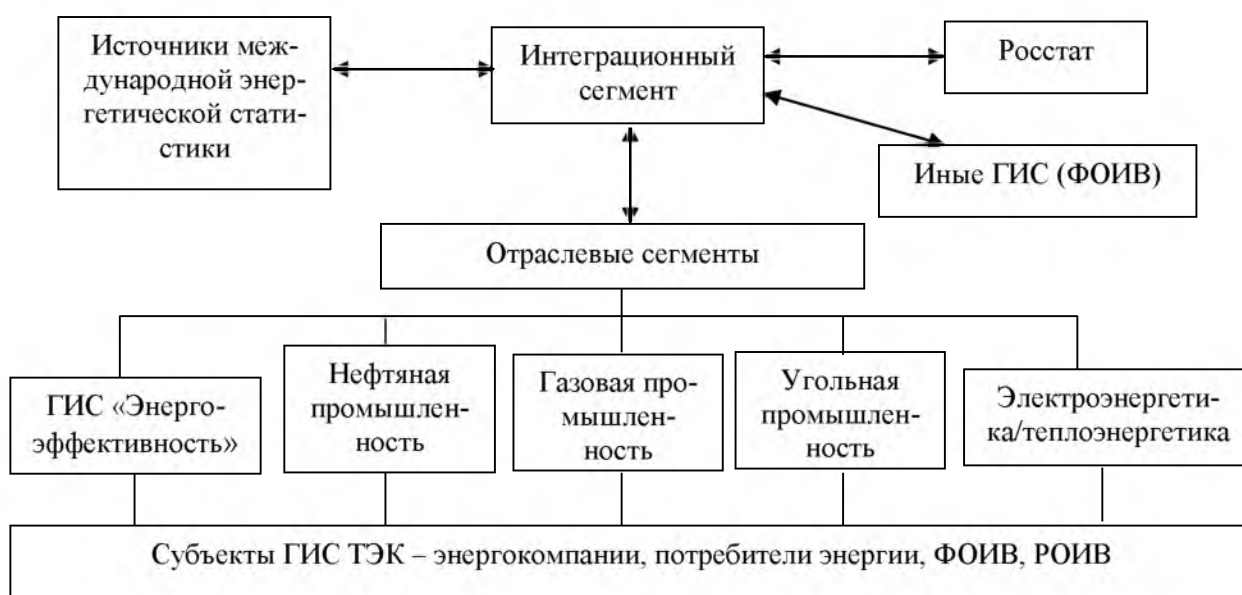 Источники меж-
дународной энер-
гетической стати-
стики
Интеграционный
сегмент
Росстат
Иные ГИС (ФОИВ)
Отраслевые сегменты
ГИС «Энерго-
эффективность»
Нефтяная
промышлен-
ность
Газовая про-
мышлен-
ность
Угольная
промышлен-
ность
Электроэнергети-
ка/теплоэнергетика
Субъекты ГИС ТЭК – энергокомпании, потребители энергии, ФОИВ, РОИВ